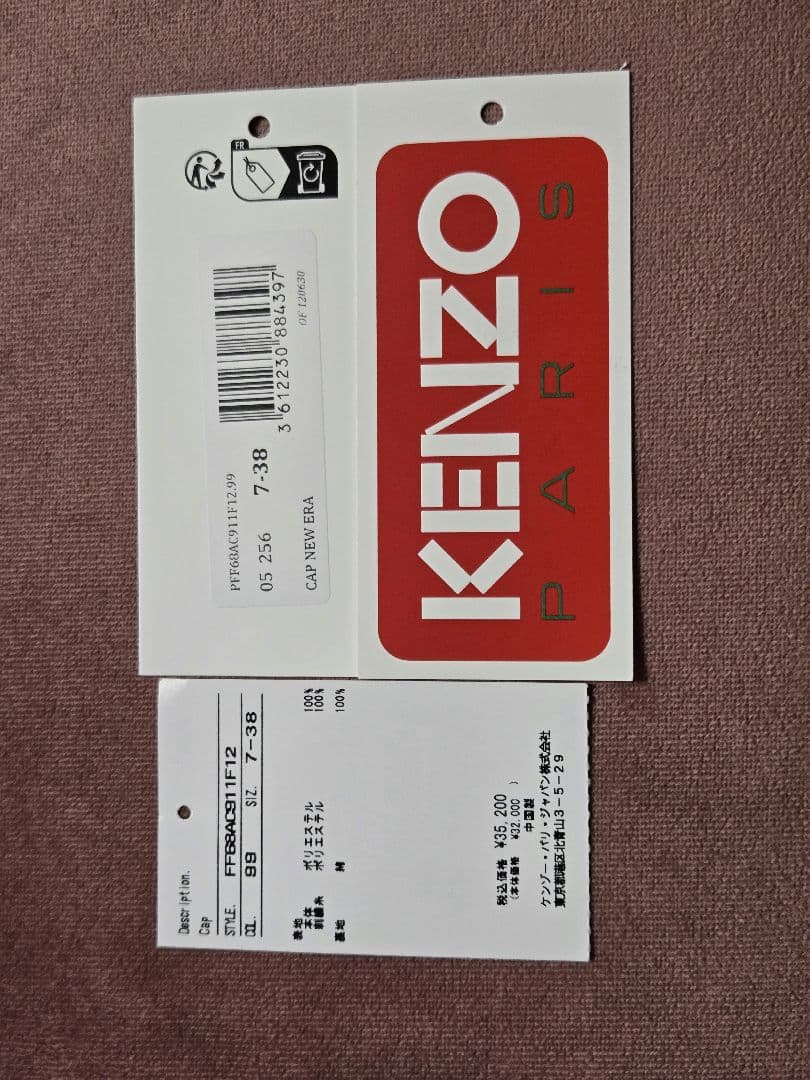 FR
PFF68AC911F12.99
05 256 7-38
3 612230 884397
OF 120630
CAP NEW ERA
KENZO
PARIS
Description.
Cap
STYLE. FF68AC911F12
COL. 99 SIZ. 7-38
表地
本体 ポリエステル 100%
刺繍糸 ポリエステル 100%
裏地 綿 100%
税込価格 ¥35,200
(本体価格 ¥32,000 )
中国製
ケンゾー・パリ・ジャパン株式会社
東京都港区北青山3-5-29